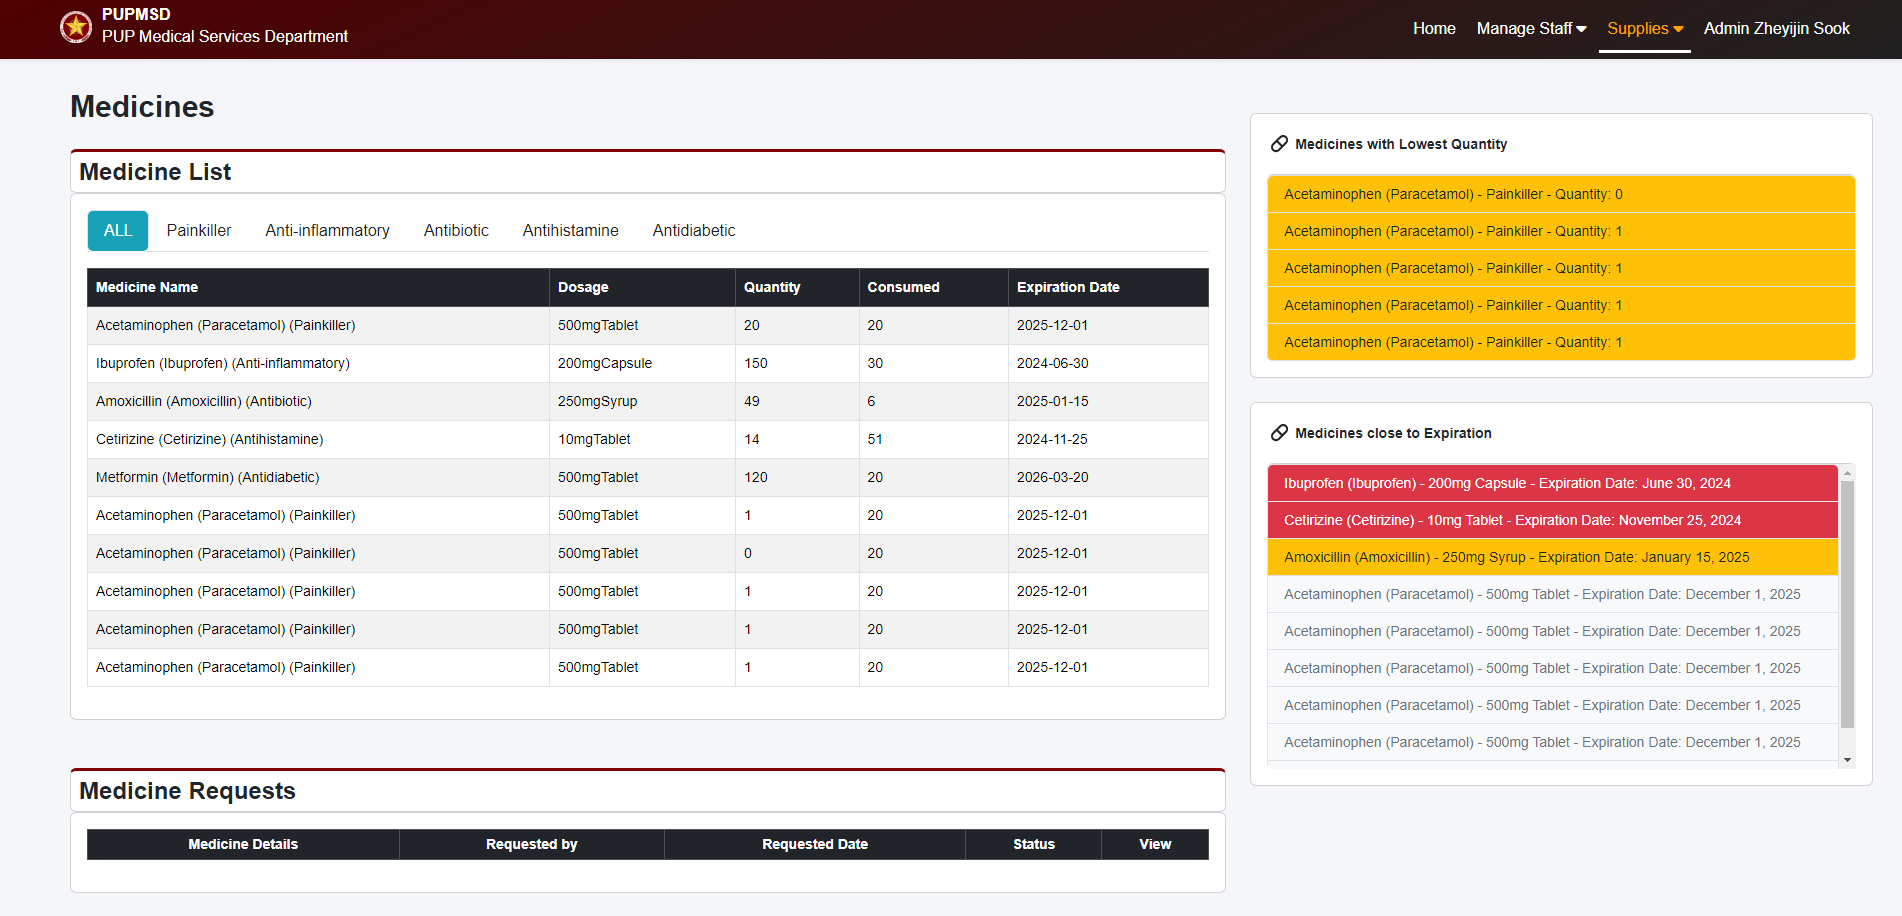 PUPMSD
PUP Medical Services Department
Home Manage Staff Supplies Admin Zheyijin Sook
Medicines
Medicine List
ALL Painkiller Anti-inflammatory Antibiotic Antihistamine Antidiabetic
Medicine Name Dosage Quantity Consumed Expiration Date
Acetaminophen (Paracetamol) (Painkiller) 500mgTablet 20 20 2025-12-01
Ibuprofen (Ibuprofen) (Anti-inflammatory) 200mgCapsule 150 30 2024-06-30
Amoxicillin (Amoxicillin) (Antibiotic) 250mgSyrup 49 6 2025-01-15
Cetirizine (Cetirizine) (Antihistamine) 10mgTablet 14 51 2024-11-25
Metformin (Metformin) (Antidiabetic) 500mgTablet 120 20 2026-03-20
Acetaminophen (Paracetamol) (Painkiller) 500mgTablet 1 20 2025-12-01
Acetaminophen (Paracetamol) (Painkiller) 500mgTablet 0 20 2025-12-01
Acetaminophen (Paracetamol) (Painkiller) 500mgTablet 1 20 2025-12-01
Acetaminophen (Paracetamol) (Painkiller) 500mgTablet 1 20 2025-12-01
Acetaminophen (Paracetamol) (Painkiller) 500mgTablet 1 20 2025-12-01
Medicine Requests
Medicine Details Requested by Requested Date Status View
Medicines with Lowest Quantity
Acetaminophen (Paracetamol) - Painkiller - Quantity: 0
Acetaminophen (Paracetamol) - Painkiller - Quantity: 1
Acetaminophen (Paracetamol) - Painkiller - Quantity: 1
Acetaminophen (Paracetamol) - Painkiller - Quantity: 1
Acetaminophen (Paracetamol) - Painkiller - Quantity: 1
Medicines close to Expiration
Ibuprofen (Ibuprofen) - 200mg Capsule - Expiration Date: June 30, 2024
Cetirizine (Cetirizine) - 10mg Tablet - Expiration Date: November 25, 2024
Amoxicillin (Amoxicillin) - 250mg Syrup - Expiration Date: January 15, 2025
Acetaminophen (Paracetamol) - 500mg Tablet - Expiration Date: December 1, 2025
Acetaminophen (Paracetamol) - 500mg Tablet - Expiration Date: December 1, 2025
Acetaminophen (Paracetamol) - 500mg Tablet - Expiration Date: December 1, 2025
Acetaminophen (Paracetamol) - 500mg Tablet - Expiration Date: December 1, 2025
Acetaminophen (Paracetamol) - 500mg Tablet - Expiration Date: December 1, 2025